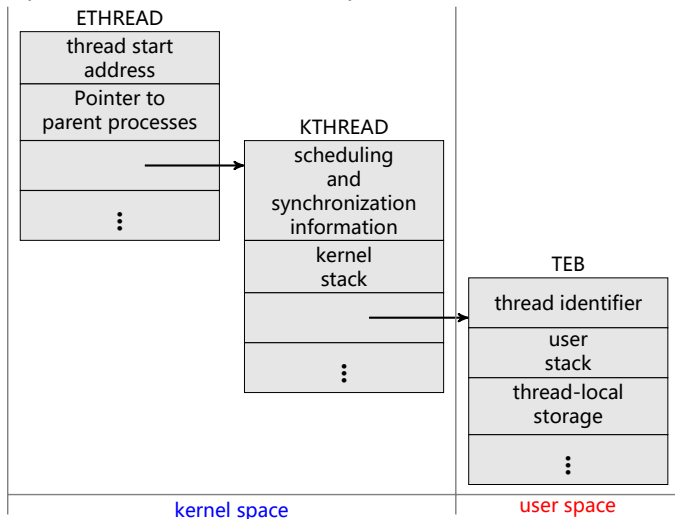 ETHREAD
thread start
address
Pointer to
parent processes
KTHREAD
scheduling
and
synchronization
information
kernel
stack
TEB
thread identifier
user
stack
thread-local
storage
kernel space
user space